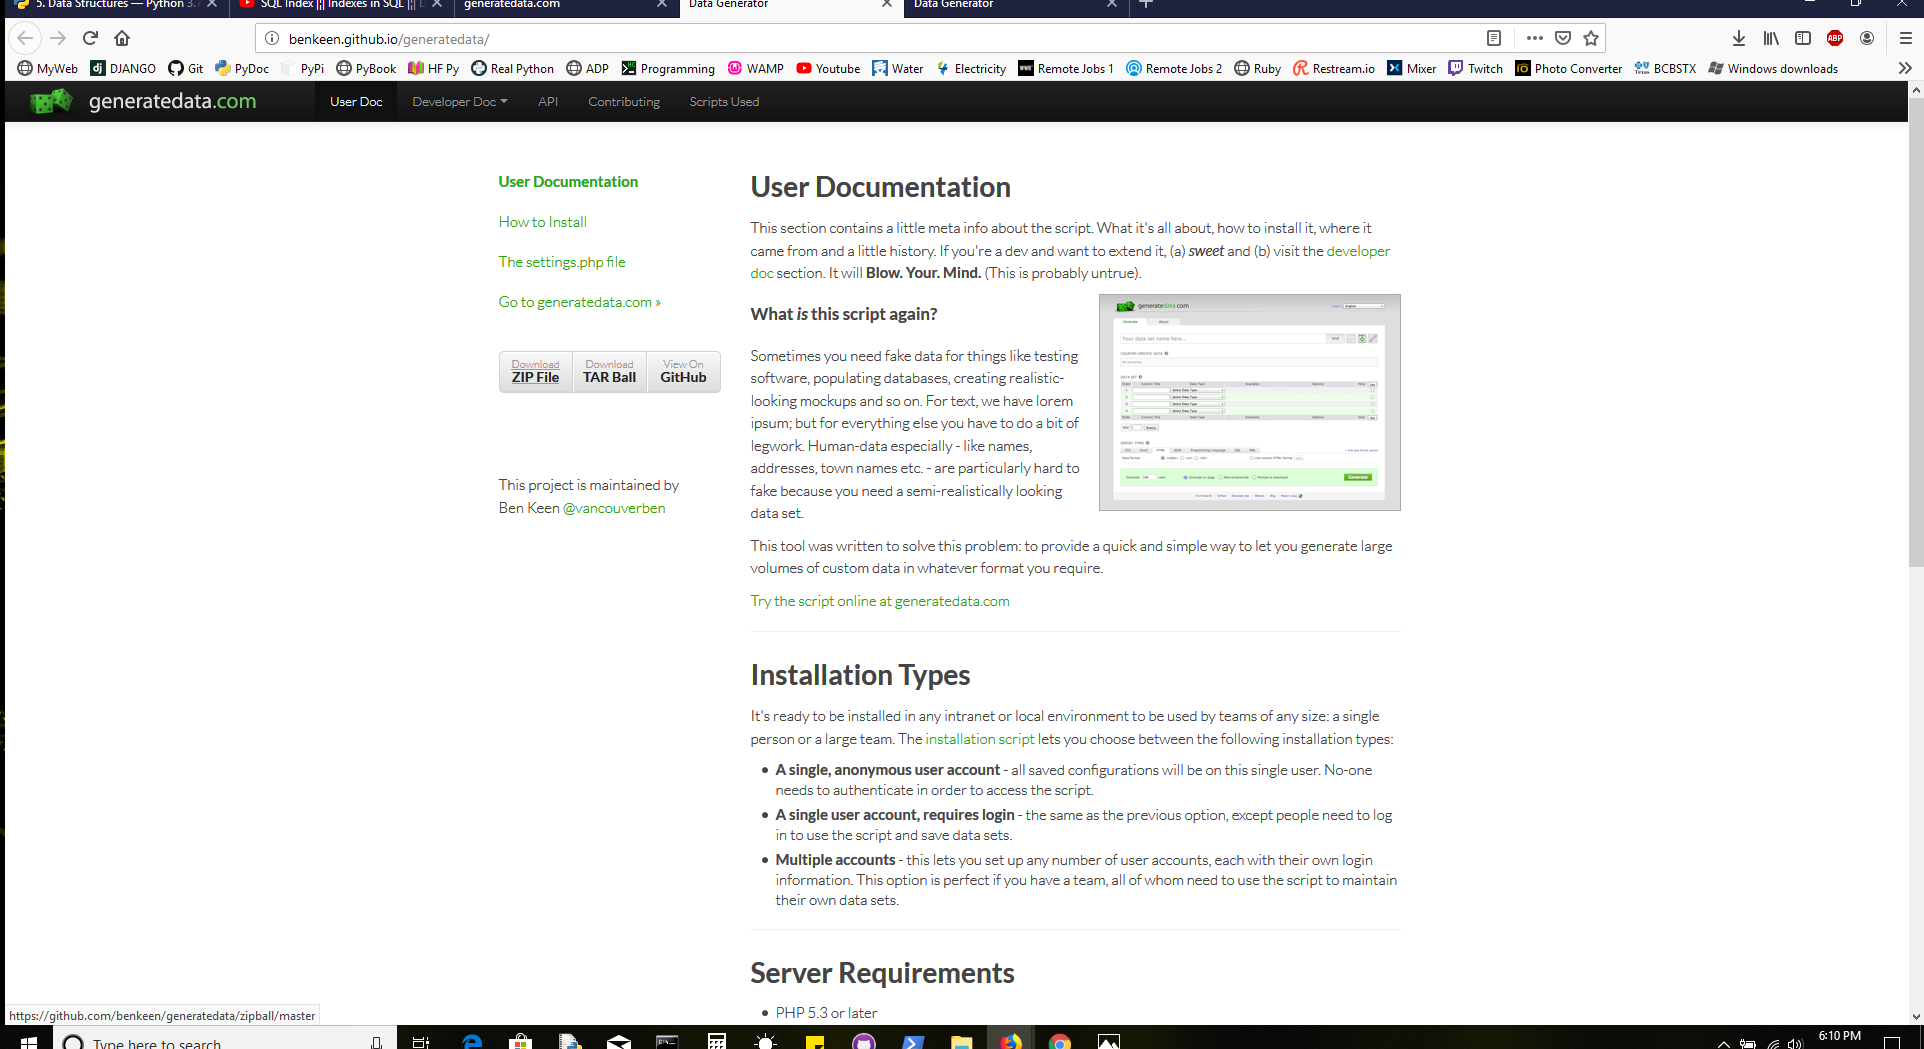 5. Data Structures — Python 3.
SQL Index ||¦ Indexes in SQL ||¦ D
generatedata.com
Data Generator
Data Generator
benkeen.github.io/generatedata/
MyWeb DJANGO Git PyDoc PyPi PyBook HF Py Real Python ADP Programming WAMP Youtube Water Electricity Remote Jobs 1 Remote Jobs 2 Ruby Restream.io Mixer Twitch Photo Converter BCBSTX Windows downloads
ABP
generatedata.com User Doc Developer Doc API Contributing Scripts Used
User Documentation
How to Install
The settings.php file
Go to generatedata.com »
Download ZIP File
Download TAR Ball
View On GitHub
This project is maintained by
Ben Keen @vancouverben
User Documentation
This section contains a little meta info about the script. What it's all about, how to install it, where it
came from and a little history. If you're a dev and want to extend it, (a) sweet and (b) visit the developer
doc section. It will Blow. Your. Mind. (This is probably untrue).
What is this script again?
Sometimes you need fake data for things like testing
software, populating databases, creating realistic-
looking mockups and so on. For text, we have lorem
ipsum; but for everything else you have to do a bit of
legwork. Human-data especially - like names,
addresses, town names etc. - are particularly hard to
fake because you need a semi-realistically looking
data set.
generatedata.com
Generate
Your data set name here...
COUNTRY-SPECIFIC DATA
DATA SET
EXPORT TYPES
Generate
This tool was written to solve this problem: to provide a quick and simple way to let you generate large
volumes of custom data in whatever format you require.
Try the script online at generatedata.com
Installation Types
It's ready to be installed in any intranet or local environment to be used by teams of any size: a single
person or a large team. The installation script lets you choose between the following installation types:
• A single, anonymous user account - all saved configurations will be on this single user. No-one
needs to authenticate in order to access the script.
• A single user account, requires login - the same as the previous option, except people need to log
in to use the script and save data sets.
• Multiple accounts - this lets you set up any number of user accounts, each with their own login
information. This option is perfect if you have a team, all of whom need to use the script to maintain
their own data sets.
Server Requirements
• PHP 5.3 or later
https://github.com/benkeen/generatedata/zipball/master
Type here to search
6:10 PM